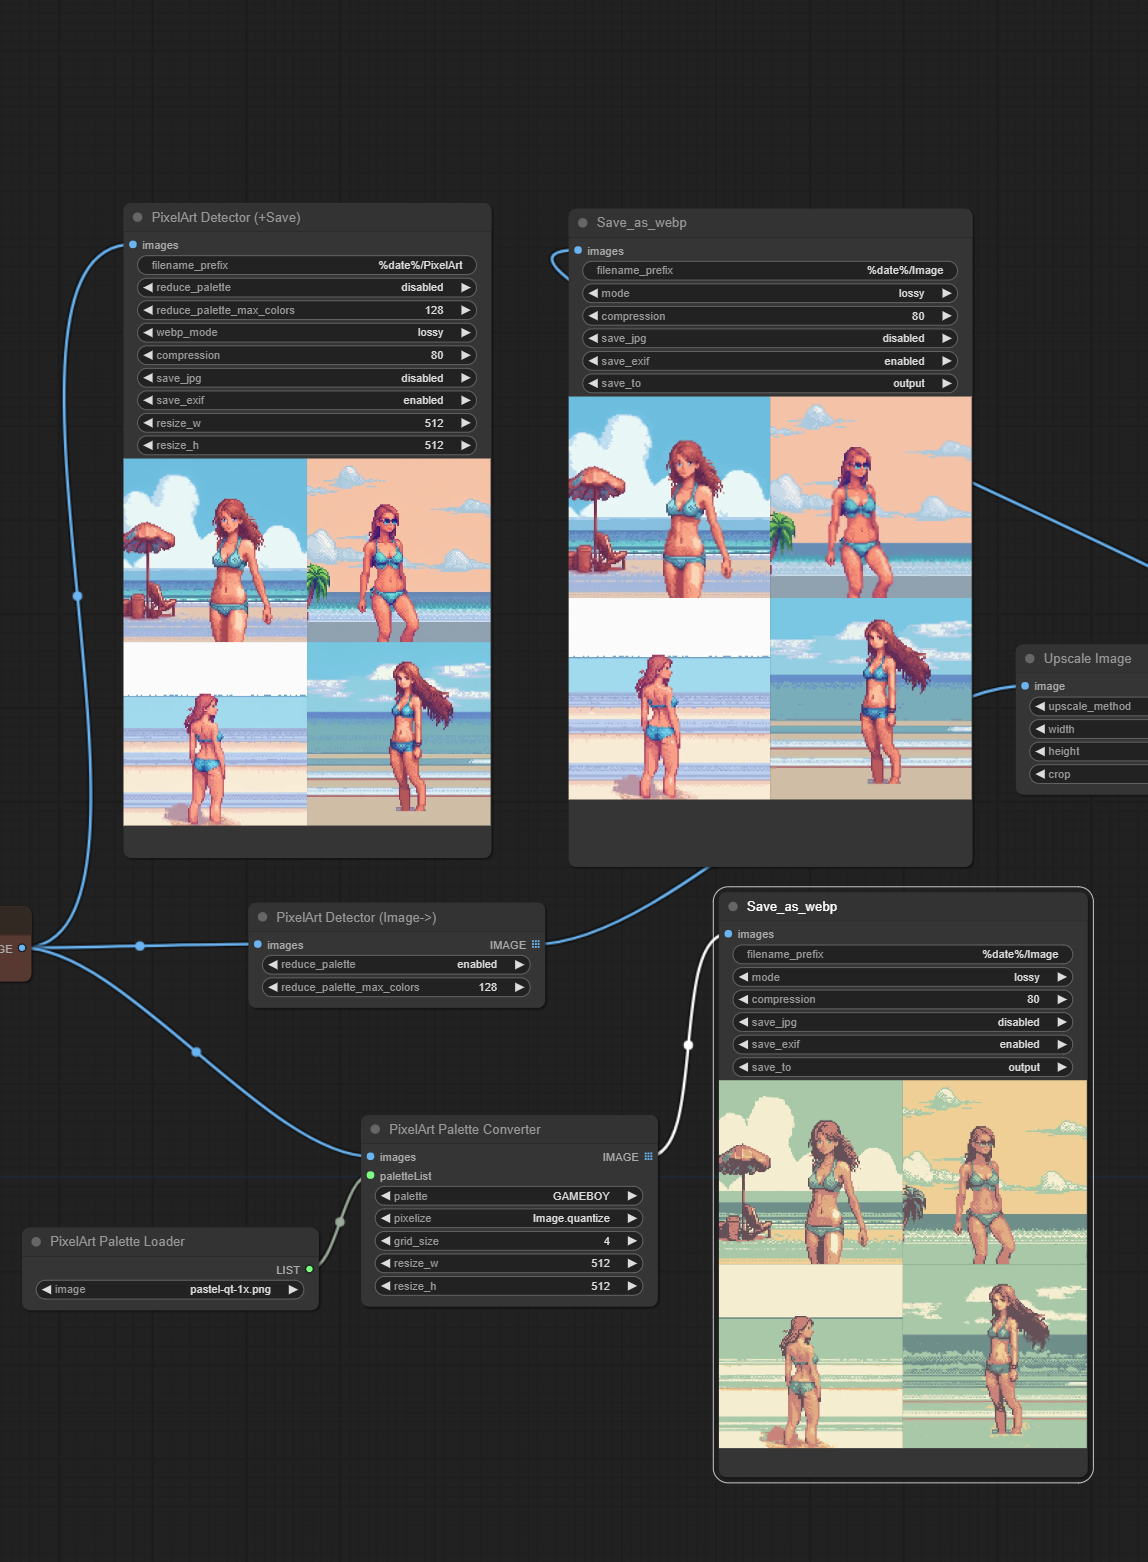 PixelArt Detector (+Save)
images
filename_prefix %date%/PixelArt
reduce_palette disabled
reduce_palette_max_colors 128
webp_mode lossy
compression 80
save_jpg disabled
save_exif enabled
resize_w 512
resize_h 512
Save_as_webp
images
filename_prefix %date%/Image
mode lossy
compression 80
save_jpg disabled
save_exif enabled
save_to output
Upscale Image
image
upscale_method
width
height
crop
GE
PixelArt Detector (Image->)
images IMAGE
reduce_palette enabled
reduce_palette_max_colors 128
Save_as_webp
images
filename_prefix %date%/Image
mode lossy
compression 80
save_jpg disabled
save_exif enabled
save_to output
PixelArt Palette Converter
images IMAGE
paletteList
palette GAMEBOY
pixelize Image.quantize
grid_size 4
resize_w 512
resize_h 512
PixelArt Palette Loader
LIST
image pastel-qt-1x.png